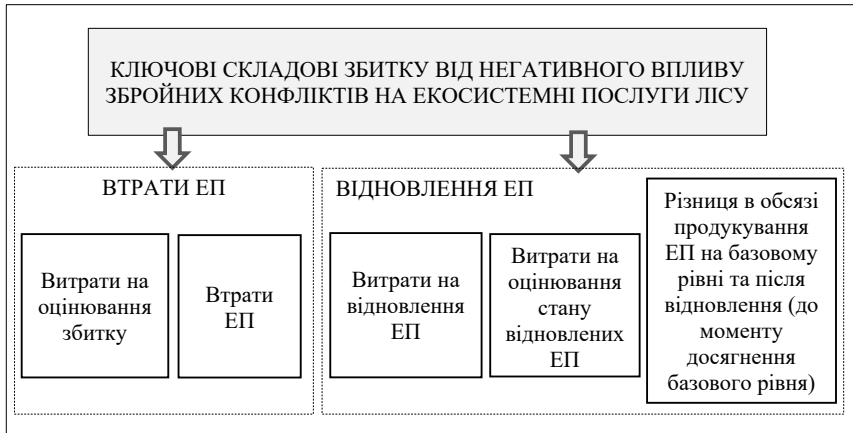 КЛЮЧОВІ СКЛАДОВІ ЗБИТКУ ВІД НЕГАТИВНОГО ВПЛИВУ
ЗБРОЙНИХ КОНФЛІКТІВ НА ЕКОСИСТЕМНІ ПОСЛУГИ ЛІСУ
ВТРАТИ ЕП
Витрати на
оцінювання
збитку
Втрати
ЕП
ВІДНОВЛЕННЯ ЕП
Витрати на
відновлення
ЕП
Витрати на
оцінювання
стану
відновлених
ЕП
Різниця в обсязі
продукування
ЕП на базовому
рівні та після
відновлення (до
моменту
досягнення
базового рівня)